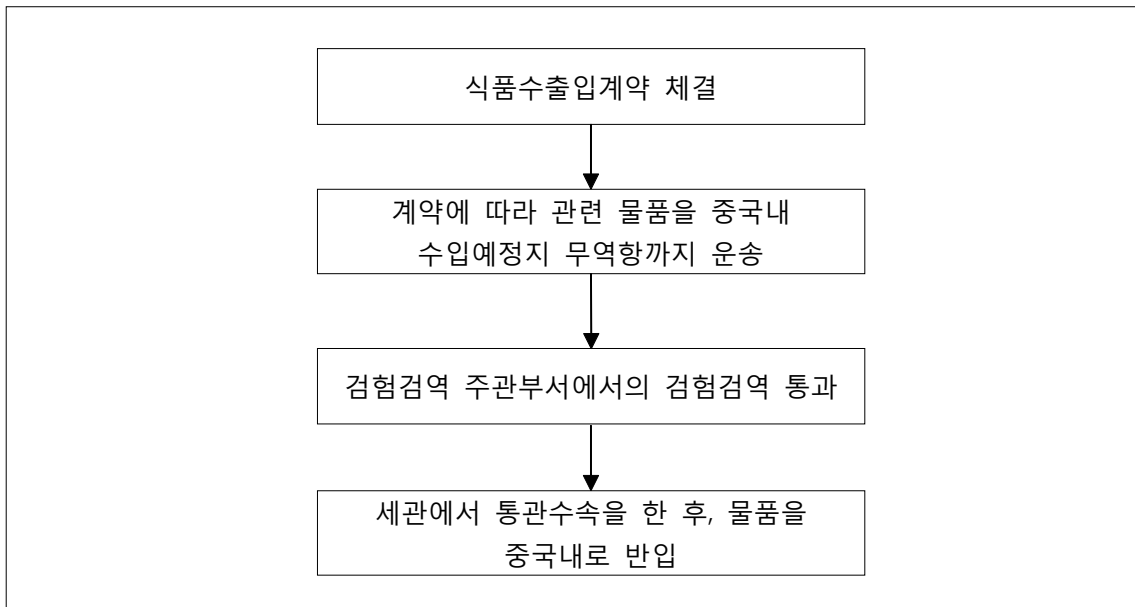 식품수출입계약 체결
계약에 따라 관련 물품을 중국내
수입예정지 무역항까지 운송
검험검역 주관부서에서의 검험검역 통과
세관에서 통관수속을 한 후, 물품을
중국내로 반입